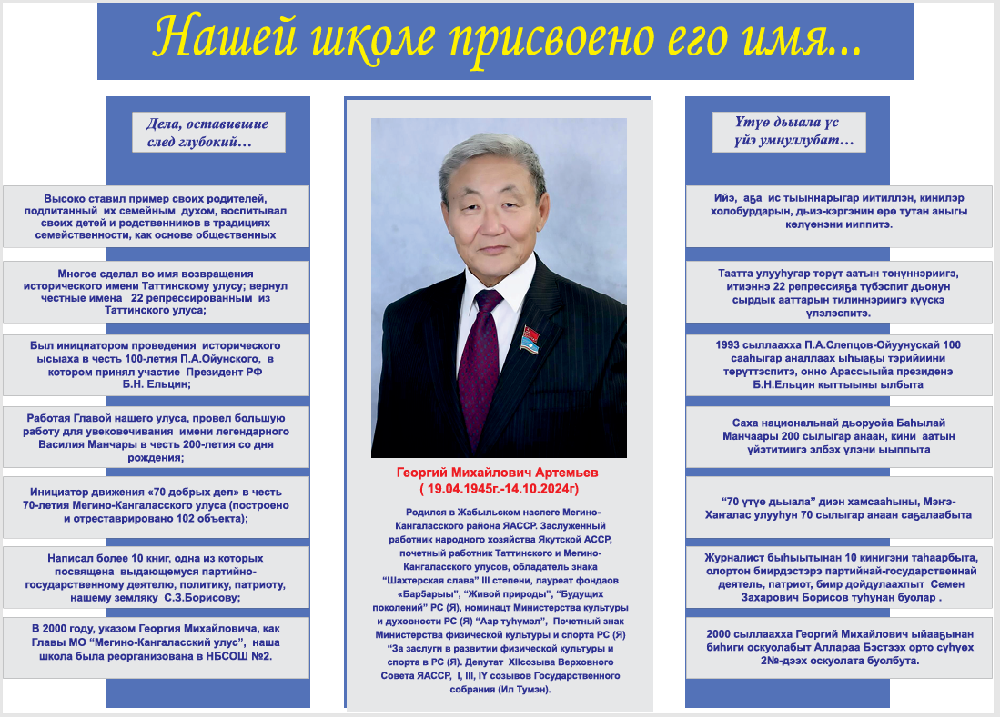 Нашей школе присвоено его имя...
Дела, оставившие
след глубокий…
Высоко ставил пример своих родителей,
подпитанный их семейным духом, воспитывал
своих детей и родственников в традициях
семейственности, как основе общественных
Многое сделал во имя возвращения
исторического имени Таттинскому улусу; вернул
честные имена 22 репрессированным из
Таттинского улуса;
Был инициатором проведения исторического
ысыаха в честь 100-летия П.А.Ойунского, в
котором принял участие Президент РФ
Б.Н. Ельцин;
Работая Главой нашего улуса, провел большую
работу для увековечивания имени легендарного
Василия Манчары в честь 200-летия со дня
рождения;
Инициатор движения «70 добрых дел» в честь
70-летия Мегино-Кангаласского улуса (построено
и отреставрировано 102 объекта);
Написал более 10 книг, одна из которых
посвящена выдающемуся партийно-
государственному деятелю, политику, патриоту,
нашему земляку С.З.Борисову;
В 2000 году, указом Георгия Михайловича, как
Главы МО “Мегино-Кангаласский улус”, наша
школа была реорганизована в НБСОШ №2.
Георгий Михайлович Артемьев
( 19.04.1945г.-14.10.2024г)
Родился в Жабыльском наслеге Мегино-
Кангаласского района ЯАССР. Заслуженный
работник народного хозяйства Якутской АССР,
почетный работник Таттинского и Мегино-
Кангаласского улусов, обладатель знака
“Шахтерская слава” III степени, лауреат фондаов
«Бар5арыы”, “Живой природы”, “Будущих
поколений” РС (Я), номинацт Министерства культуры
и духовности РС (Я) “Аар туһумэл”, Почетный знак
Министерства физической культуры и спорта РС (Я)
“За заслуги в развитии физической культуры и
спорта в РС (Я). Депутат XIIсозыва Верховного
Совета ЯАССР, I, III, IY созывов Государственного
собрания (Ил Тумэн).
Үтүө дьыала үс
үйэ умнуллубат…
Ийэ, аҕа ис тыыннарыгар иитиллэн, кинилэр
холобурдарын, дьиэ-кэргэнин өрө тутан аныгы
көлүөнэни ииппитэ.
Таатта улууһугар төрүт аатын төнүннэриигэ,
итиэннэ 22 репрессияҕа түбэспит дьонун
сырдык ааттарын тилиннэриигэ күүскэ
үлэлэспитэ.
1993 сыллаахха П.А.Слепцов-Ойуунускай 100
сааһыгар аналлаах ыһыаҕы тэрийиини
төрүттэспитэ, онно Арассыыйа президенэ
Б.Н.Ельцин кыттыыны ылбыта
Саха национальнай дьоруойа Баһылай
Манчаары 200 сылыгар анаан, кини аатын
үйэтитиигэ элбэх үлэни ыыппыта
“70 үтүө дьыала” диэн хамсааһыны, Мэҥэ-
Хаҥалас улууһун 70 сылыгар анаан саҕалаабыта
Журналист быһыытынан 10 кинигэни таһаарбыта,
олортон биирдэстэрэ партийнай-государственнай
деятель, патриот, биир дойдулаахпыт Семен
Захарович Борисов туһунан буолар .
2000 сыллаахха Георгий Михайлович ыйааҕынан
биһиги оскуолабыт Аллараа Бэстээх орто сүһүөх
2№-дээх оскуолата буолбута.